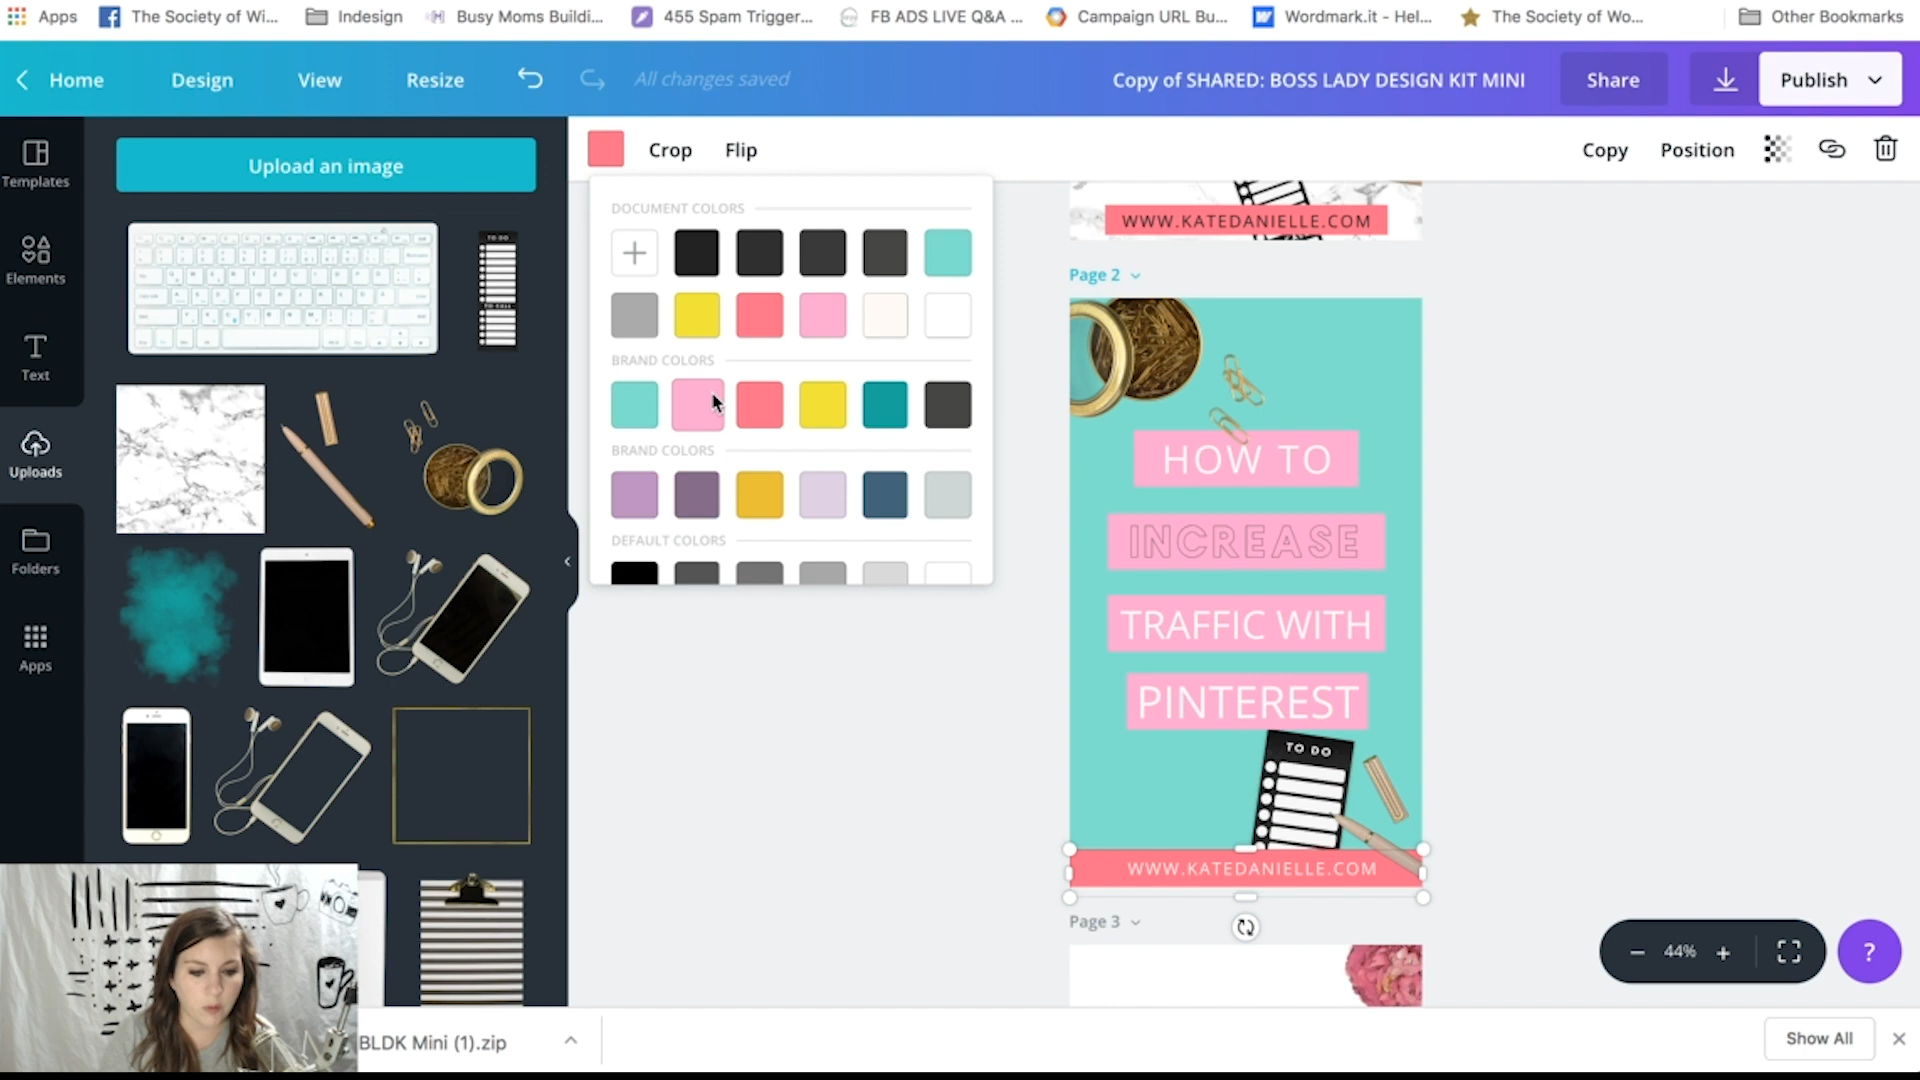 Apps
The Society of Wi...
Indesign
Busy Moms Buildi...
455 Spam Trigger...
FB ADS LIVE Q&A ...
Campaign URL Bu...
Wordmark.it - Hel...
The Society of Wo...
Other Bookmarks
Home
Design
View
Resize
All changes saved
Copy of SHARED: BOSS LADY DESIGN KIT MINI
Share
Publish
Templates
Elements
Text
Uploads
Folders
Apps
Upload an image
TO DO
TO CALL
Crop
Flip
Copy
Position
DOCUMENT COLORS
BRAND COLORS
BRAND COLORS
DEFAULT COLORS
WWW.KATEDANIELLE.COM
Page 2
HOW TO
INCREASE
TRAFFIC WITH
PINTEREST
TO DO
WWW.KATEDANIELLE.COM
Page 3
44%
?
BLDK Mini (1).zip
Show All